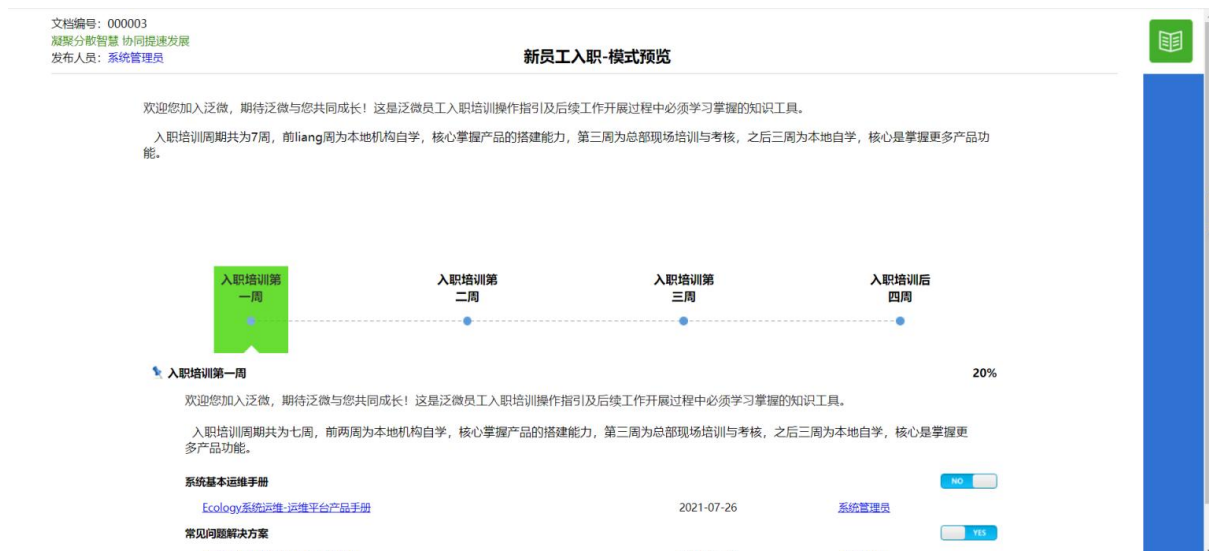 文档编号：000003
凝聚分散智慧 协同提速发展
发布人员：系统管理员
新员工入职-模式预览
欢迎您加入泛微，期待泛微与您共同成长！这是泛微员工入职培训操作指引及后续工作开展过程中必须学习掌握的知识工具。
入职培训周期共为7周，前liang周为本地机构自学，核心掌握产品的搭建能力，第三周为总部现场培训与考核，之后三周为本地自学，核心是掌握更多产品功
能。
入职培训第
一周
入职培训第
二周
入职培训第
三周
入职培训后
四周
入职培训第一周 20%
欢迎您加入泛微，期待泛微与您共同成长！这是泛微员工入职培训操作指引及后续工作开展过程中必须学习掌握的知识工具。
入职培训周期共为七周，前两周为本地机构自学，核心掌握产品的搭建能力，第三周为总部现场培训与考核，之后三周为本地自学，核心是掌握更
多产品功能。
系统基本运维手册 NO
Ecology系统运维-运维平台产品手册 2021-07-26 系统管理员
常见问题解决方案 YES